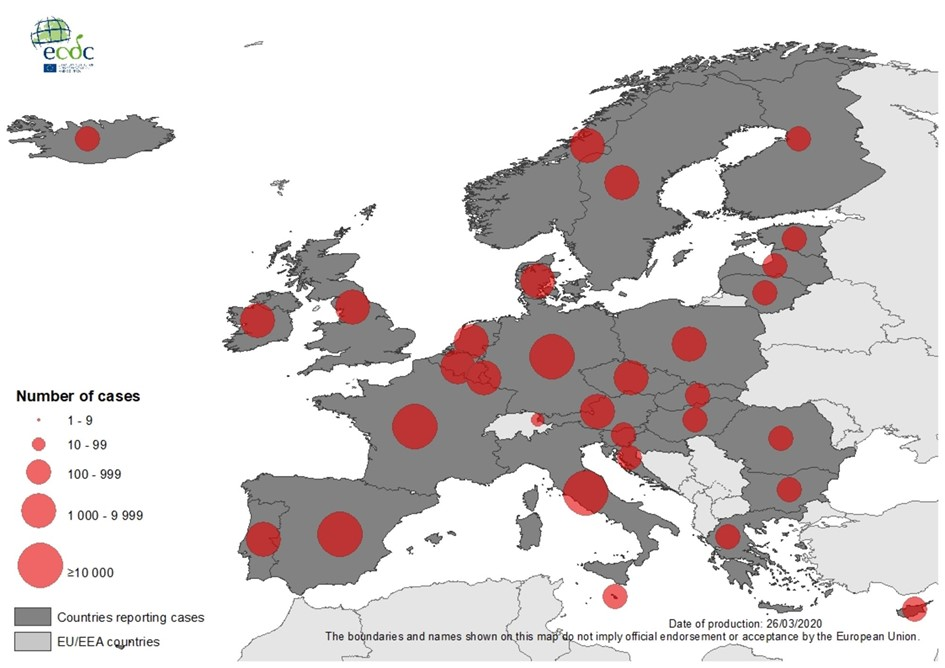 ecdc
Number of cases
1 - 9
10 - 99
100 - 999
1 000 - 9 999
≥10 000
Countries reporting cases
EU/EEA countries
Date of production: 26/03/2020
The boundaries and names shown on this map do not imply official endorsement or acceptance by the European Union.